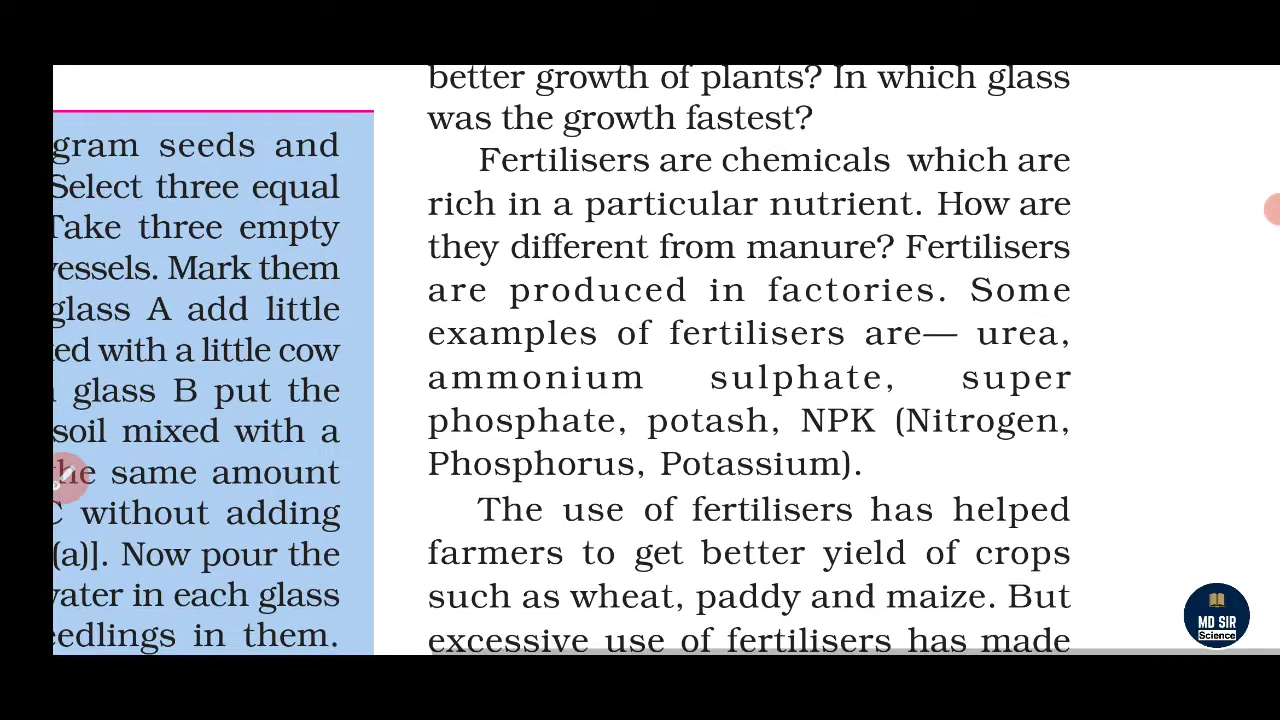 gram seeds and
Select three equal
Take three empty
vessels. Mark them
glass A add little
ed with a little cow
glass B put the
soil mixed with a
the same amount
C without adding
(a)]. Now pour the
water in each glass
eedlings in them.
better growth of plants? In which glass
was the growth fastest?
Fertilisers are chemicals which are
rich in a particular nutrient. How are
they different from manure? Fertilisers
are produced in factories. Some
examples of fertilisers are— urea,
ammonium sulphate, super
phosphate, potash, NPK (Nitrogen,
Phosphorus, Potassium).
The use of fertilisers has helped
farmers to get better yield of crops
such as wheat, paddy and maize. But
excessive use of fertilisers has made
MD SIR
Science